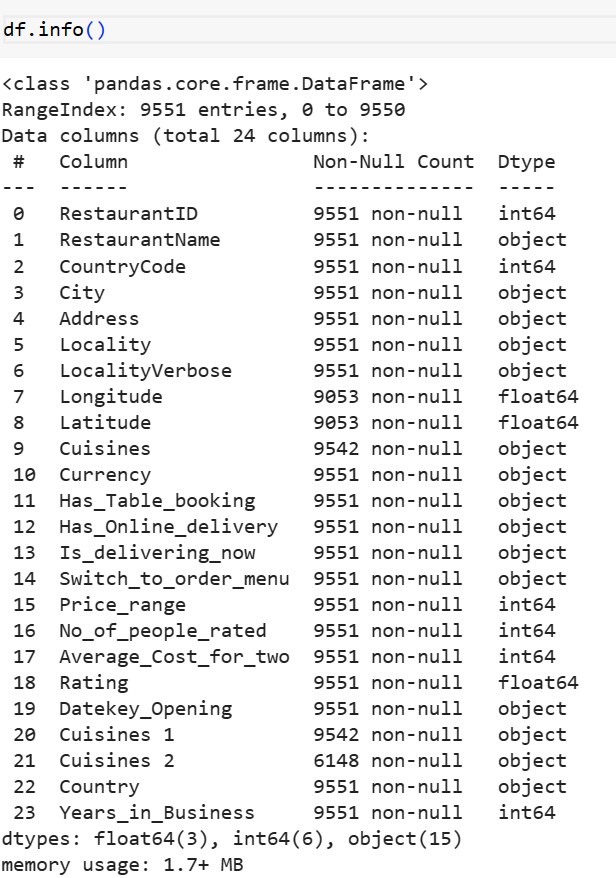 df.info()
<class 'pandas.core.frame.DataFrame'>
RangeIndex: 9551 entries, 0 to 9550
Data columns (total 24 columns):
 #   Column                Non-Null Count  Dtype
---  ------                --------------  -----
 0   RestaurantID          9551 non-null   int64
 1   RestaurantName        9551 non-null   object
 2   CountryCode           9551 non-null   int64
 3   City                  9551 non-null   object
 4   Address               9551 non-null   object
 5   Locality              9551 non-null   object
 6   LocalityVerbose       9551 non-null   object
 7   Longitude             9053 non-null   float64
 8   Latitude              9053 non-null   float64
 9   Cuisines              9542 non-null   object
 10  Currency              9551 non-null   object
 11  Has_Table_booking     9551 non-null   object
 12  Has_Online_delivery   9551 non-null   object
 13  Is_delivering_now     9551 non-null   object
 14  Switch_to_order_menu  9551 non-null   object
 15  Price_range           9551 non-null   int64
 16  No_of_people_rated    9551 non-null   int64
 17  Average_Cost_for_two  9551 non-null   int64
 18  Rating                9551 non-null   float64
 19  Datekey_Opening       9551 non-null   object
 20  Cuisines 1            9542 non-null   object
 21  Cuisines 2            6148 non-null   object
 22  Country               9551 non-null   object
 23  Years_in_Business     9551 non-null   int64
dtypes: float64(3), int64(6), object(15)
memory usage: 1.7+ MB